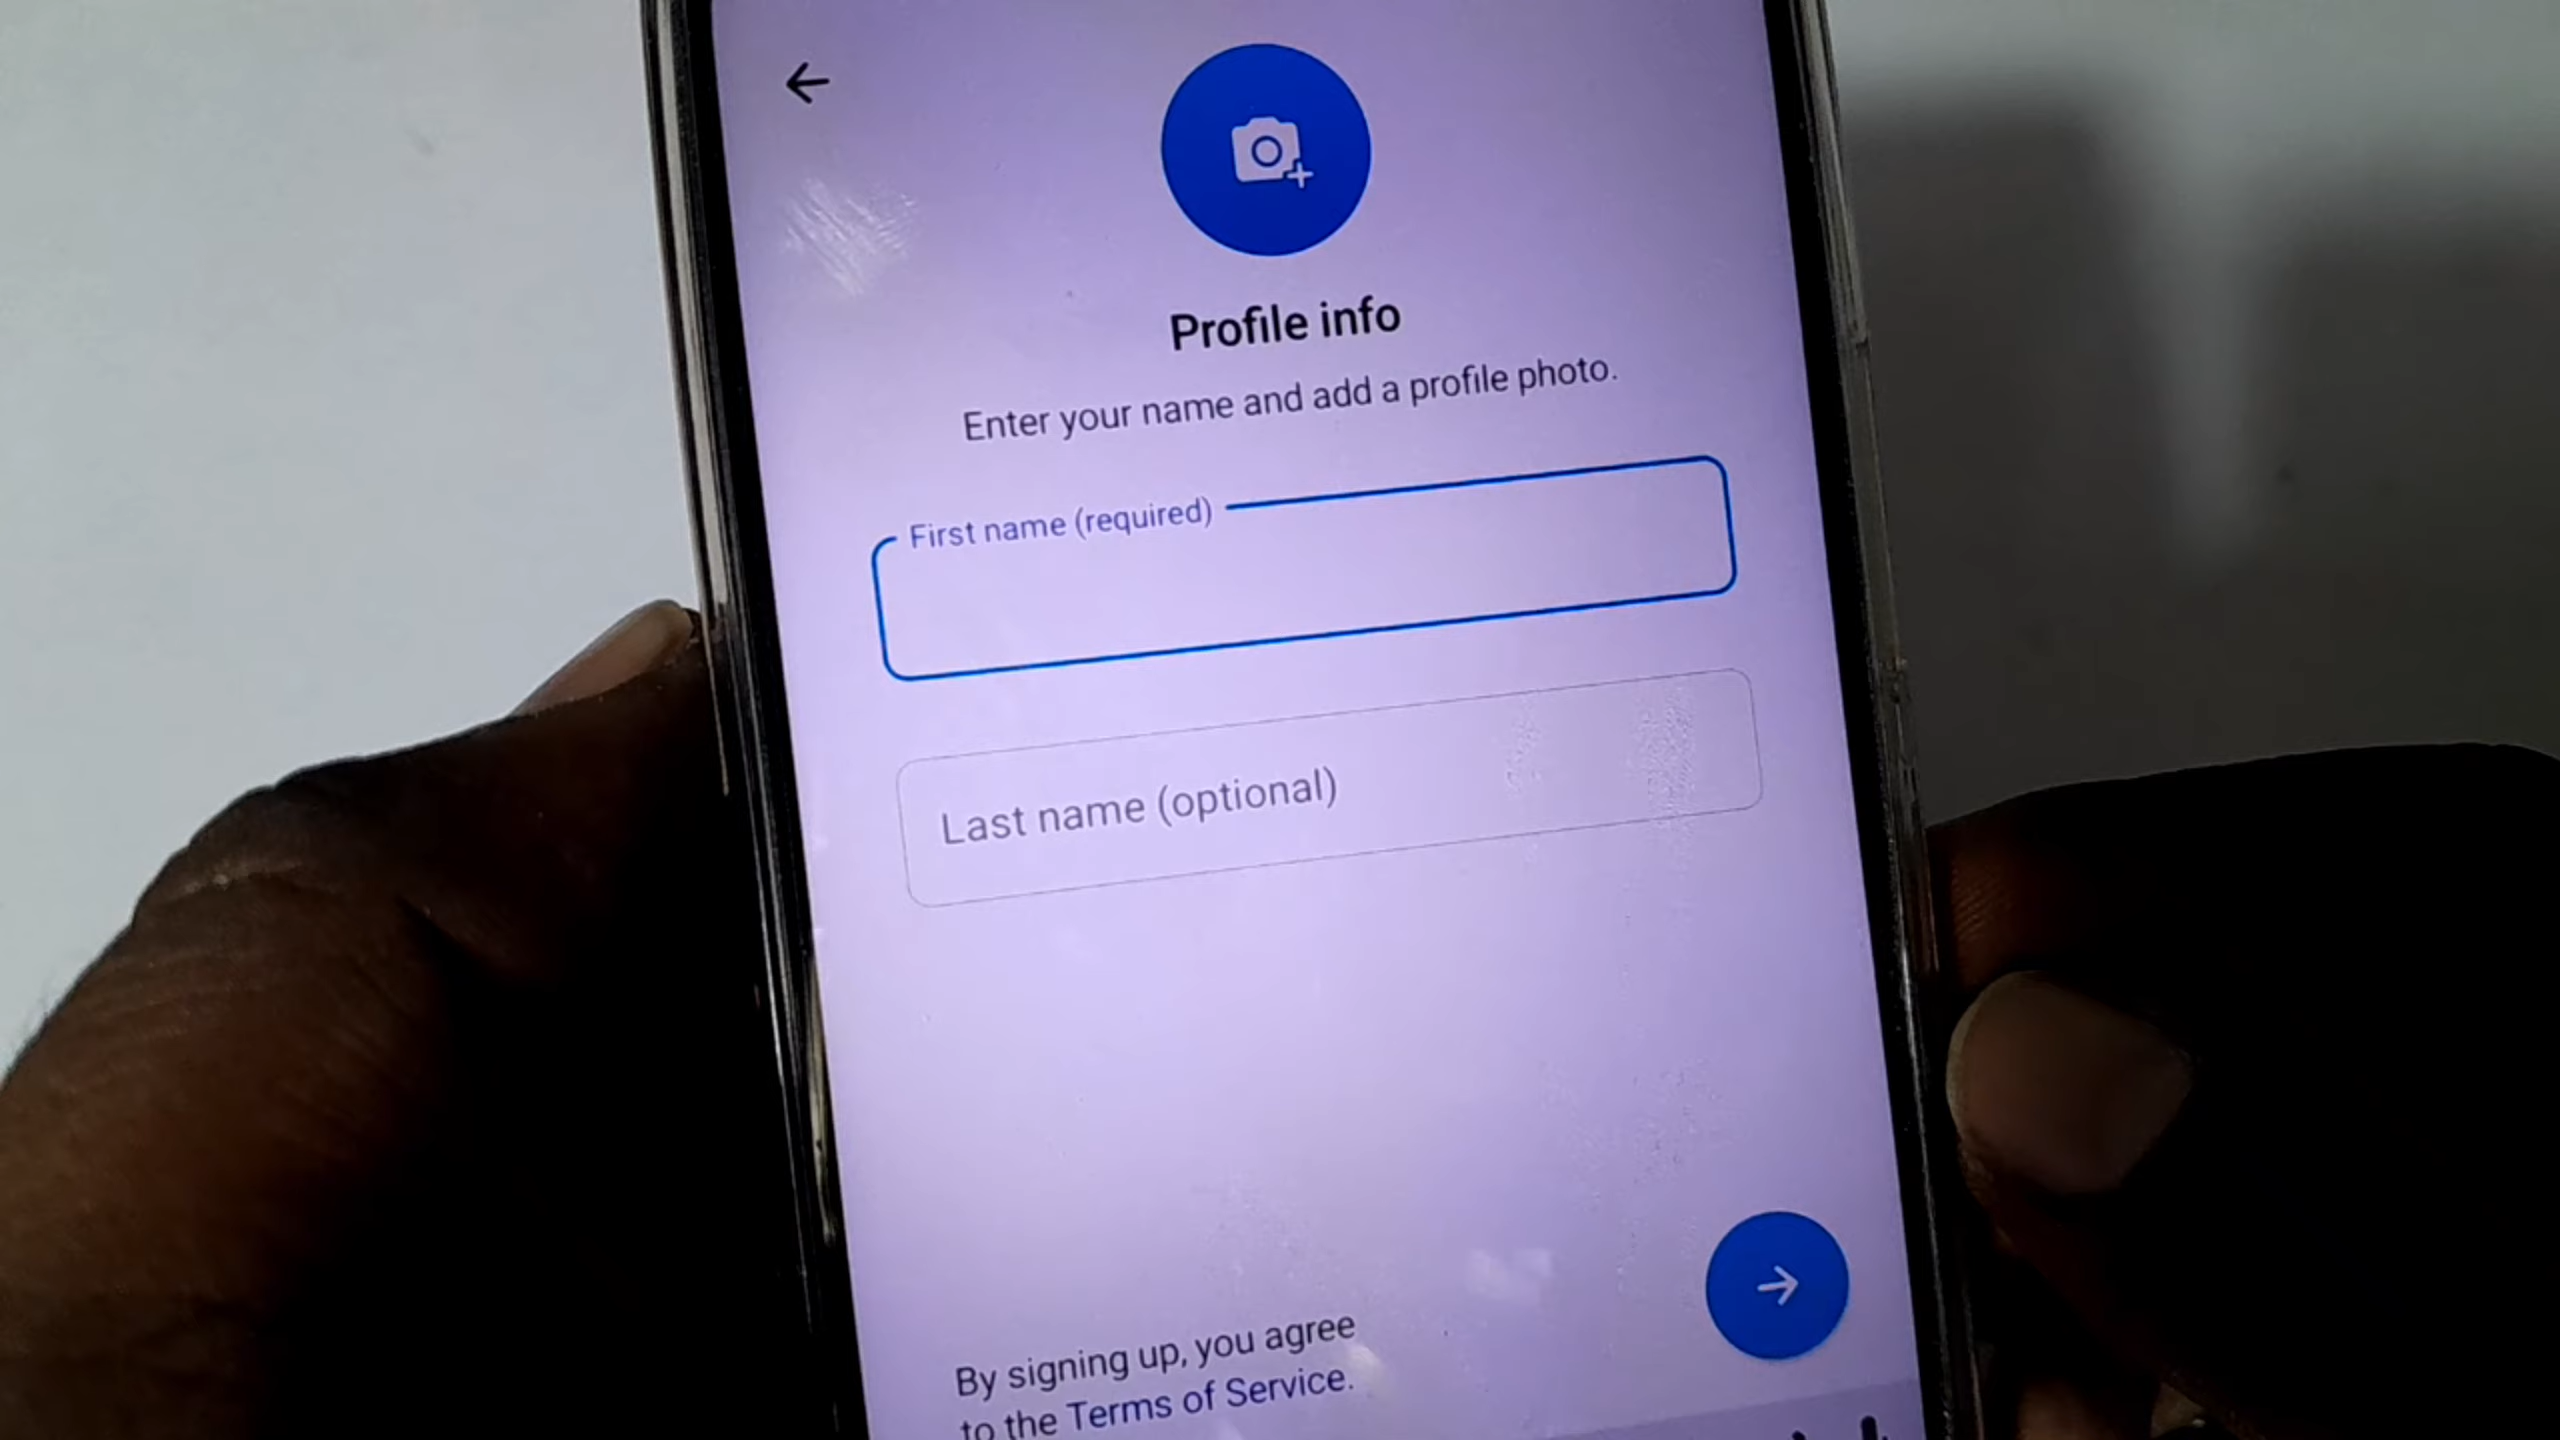 Profile info
Enter your name and add a profile photo.
First name (required)
Last name (optional)
By signing up, you agree
to the Terms of Service.